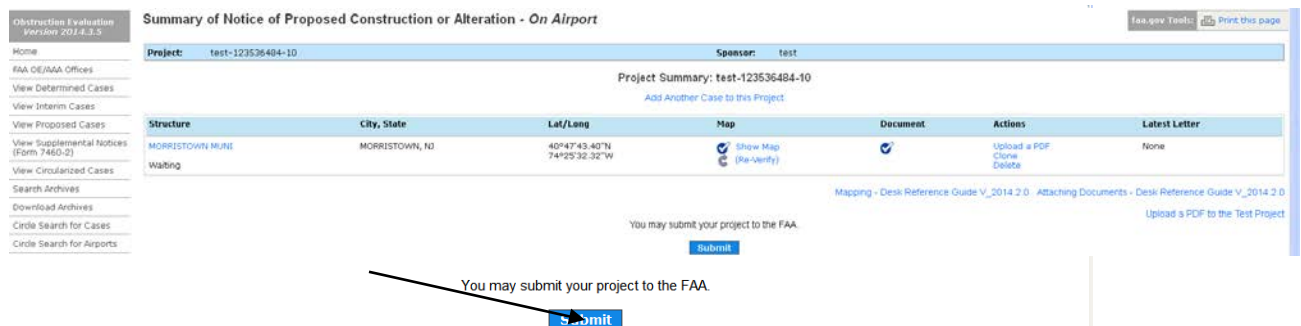 Obstruction Evaluation
Version 2014.3.5
Summary of Notice of Proposed Construction or Alteration - On Airport
faa.gov Tools: Print this page
Home
FAA OE/AAA Offices
View Determined Cases
View Interim Cases
View Proposed Cases
View Supplemental Notices
(Form 7460-2)
View Circularized Cases
Search Archives
Download Archives
Circle Search for Cases
Circle Search for Airports
Project: test-123536484-10 Sponsor: test
Project Summary: test-123536484-10
Add Another Case to this Project
Structure City, State Lat/Long Map Document Actions Latest Letter
MORRISTOWN MUNI MORRISTOWN, NJ 40°47'43.40"N Show Map Upload a PDF None
74°25'32.32"W (Re-Verify) Clone
Waiting Delete
Mapping - Desk Reference Guide V_2014.2.0 Attaching Documents - Desk Reference Guide V_2014.2.0
Upload a PDF to the Test Project
You may submit your project to the FAA.
Submit
You may submit your project to the FAA.
Submit